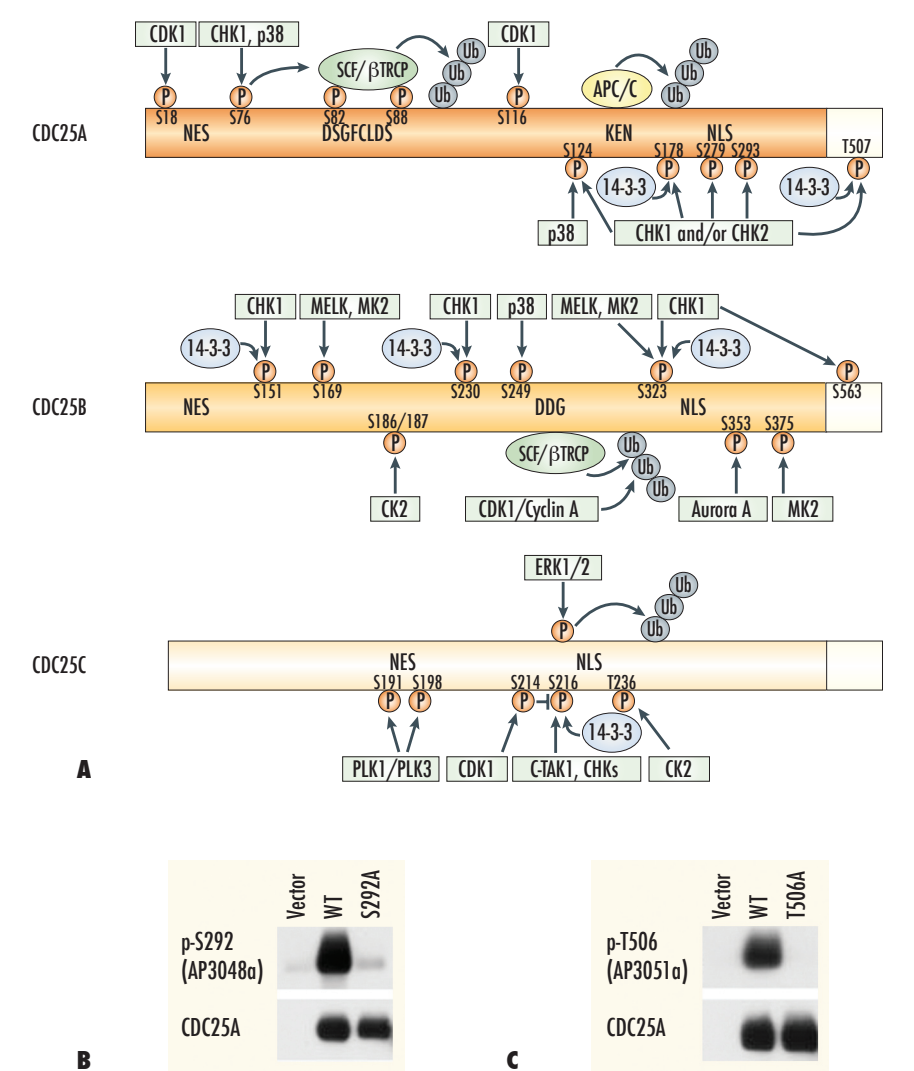 CDK1 CHK1, p38 CDK1
SCF/βTRCP Ub Ub Ub
APC/C Ub Ub Ub
P P P P P
S18 S76 S82 S88 S116
CDC25A NES DSGFCLDS KEN NLS
S124 S178 S279 S293 T507
P P P P P
14-3-3 14-3-3
p38 CHK1 and/or CHK2
CHK1 MELK, MK2 CHK1 p38 MELK, MK2 CHK1
14-3-3 14-3-3 14-3-3
P P P P P P
S151 S169 S230 S249 S323 S563
CDC25B NES DDG NLS
S186/187 S353 S375
P P P
SCF/βTRCP Ub Ub Ub
CK2 CDK1/Cyclin A Aurora A MK2
ERK1/2
P Ub Ub Ub
CDC25C NES NLS
S191 S198 S214 S216 T236
P P P P P
14-3-3
A PLK1/PLK3 CDK1 C-TAK1, CHKs CK2
Vector WT S292A
p-S292
(AP3048a)
CDC25A
B
Vector WT T506A
p-T506
(AP3051a)
CDC25A
C